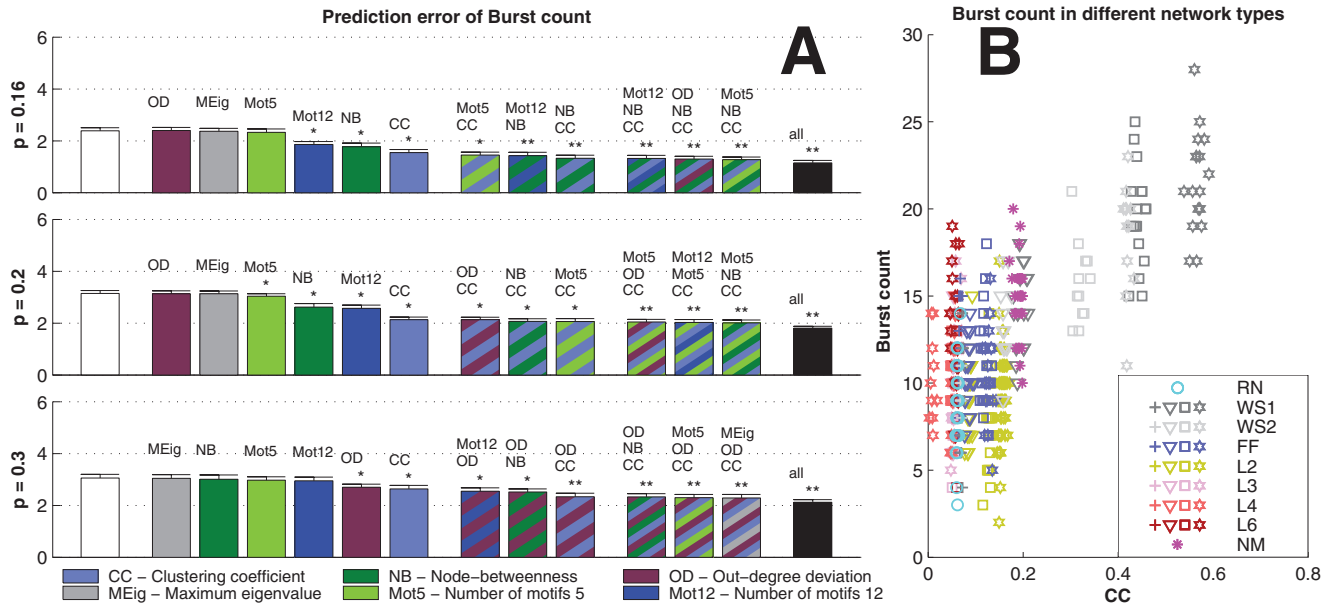 Prediction error of Burst count
A
p = 0.16
6
4
2
0
OD
MEig
Mot5
Mot12
*
NB
*
CC
*
Mot5
CC
*
Mot12
NB
**
NB
CC
**
Mot12
NB
CC
**
OD
NB
CC
**
Mot5
NB
CC
**
all
**
p = 0.2
6
4
2
0
OD
MEig
Mot5
*
NB
*
Mot12
*
CC
*
OD
CC
*
NB
CC
*
Mot5
CC
*
Mot5
OD
CC
**
Mot12
Mot5
CC
**
Mot5
NB
CC
**
all
**
p = 0.3
6
4
2
0
MEig
NB
Mot5
Mot12
OD
*
CC
*
Mot12
OD
*
OD
NB
*
OD
CC
**
OD
NB
CC
**
Mot5
OD
CC
**
MEig
OD
CC
**
all
**
CC – Clustering coefficient
NB – Node–betweenness
OD – Out–degree deviation
MEig – Maximum eigenvalue
Mot5 – Number of motifs 5
Mot12 – Number of motifs 12
Burst count in different network types
B
Burst count
30
25
20
15
10
5
0
0
0.2
0.4
0.6
0.8
CC
RN
WS1
WS2
FF
L2
L3
L4
L6
NM